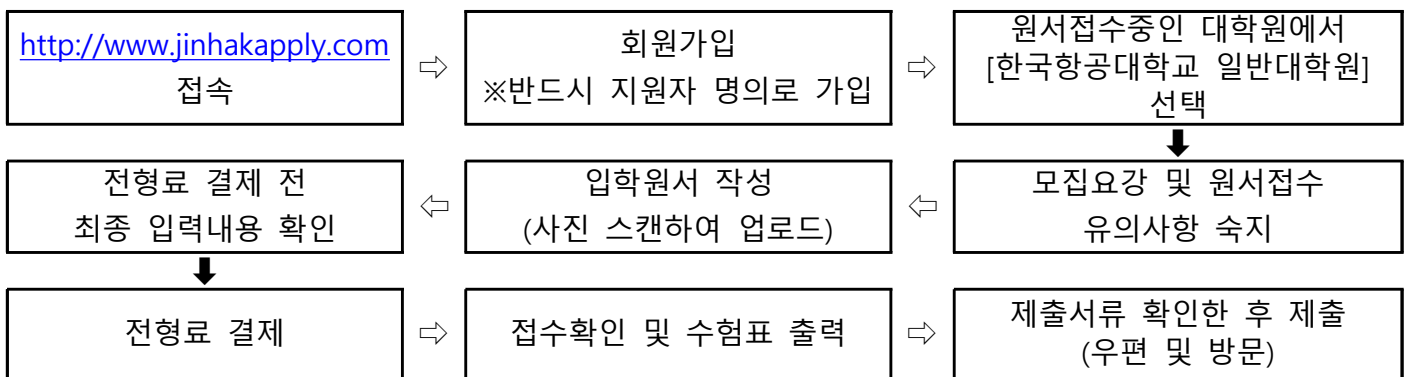 http://www.jinhakapply.com
접속
⇨
회원가입
※반드시 지원자 명의로 가입
⇨
원서접수중인 대학원에서
[한국항공대학교 일반대학원]
선택
모집요강 및 원서접수
유의사항 숙지
⇦
입학원서 작성
(사진 스캔하여 업로드)
⇦
전형료 결제 전
최종 입력내용 확인
전형료 결제
⇨
접수확인 및 수험표 출력
⇨
제출서류 확인한 후 제출
(우편 및 방문)